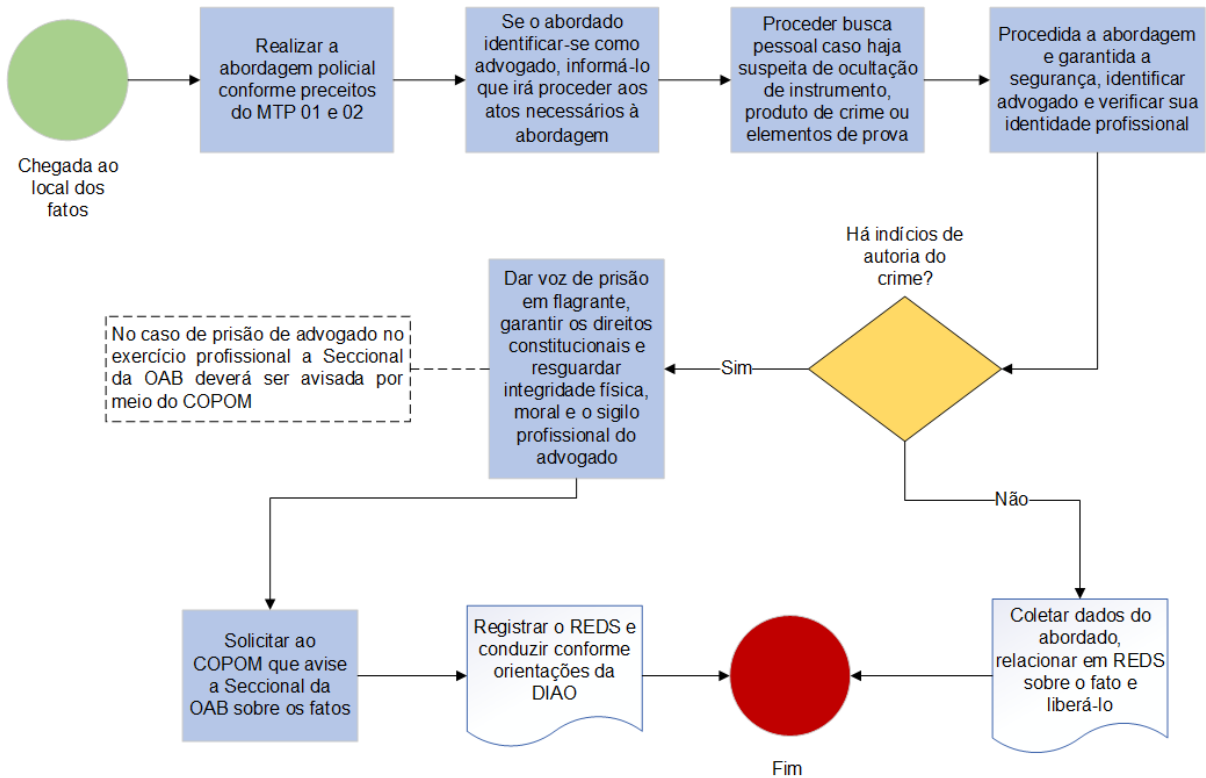 Chegada ao
local dos
fatos
Realizar a
abordagem policial
conforme preceitos
do MTP 01 e 02
Se o abordado
identificar-se como
advogado, informá-lo
que irá proceder aos
atos necessários à
abordagem
Proceder busca
pessoal caso haja
suspeita de ocultação
de instrumento,
produto de crime ou
elementos de prova
Procedida a abordagem
e garantida a
segurança, identificar
advogado e verificar sua
identidade profissional
Há indícios de
autoria do
crime?
Sim
Dar voz de prisão
em flagrante,
garantir os direitos
constitucionais e
resguardar
integridade física,
moral e o sigilo
profissional do
advogado
No caso de prisão de advogado no
exercício profissional a Seccional
da OAB deverá ser avisada por
meio do COPOM
Não
Solicitar ao
COPOM que avise
a Seccional da
OAB sobre os fatos
Registrar o REDS e
conduzir conforme
orientações da
DIAO
Coletar dados do
abordado,
relacionar em REDS
sobre o fato e
liberá-lo
Fim